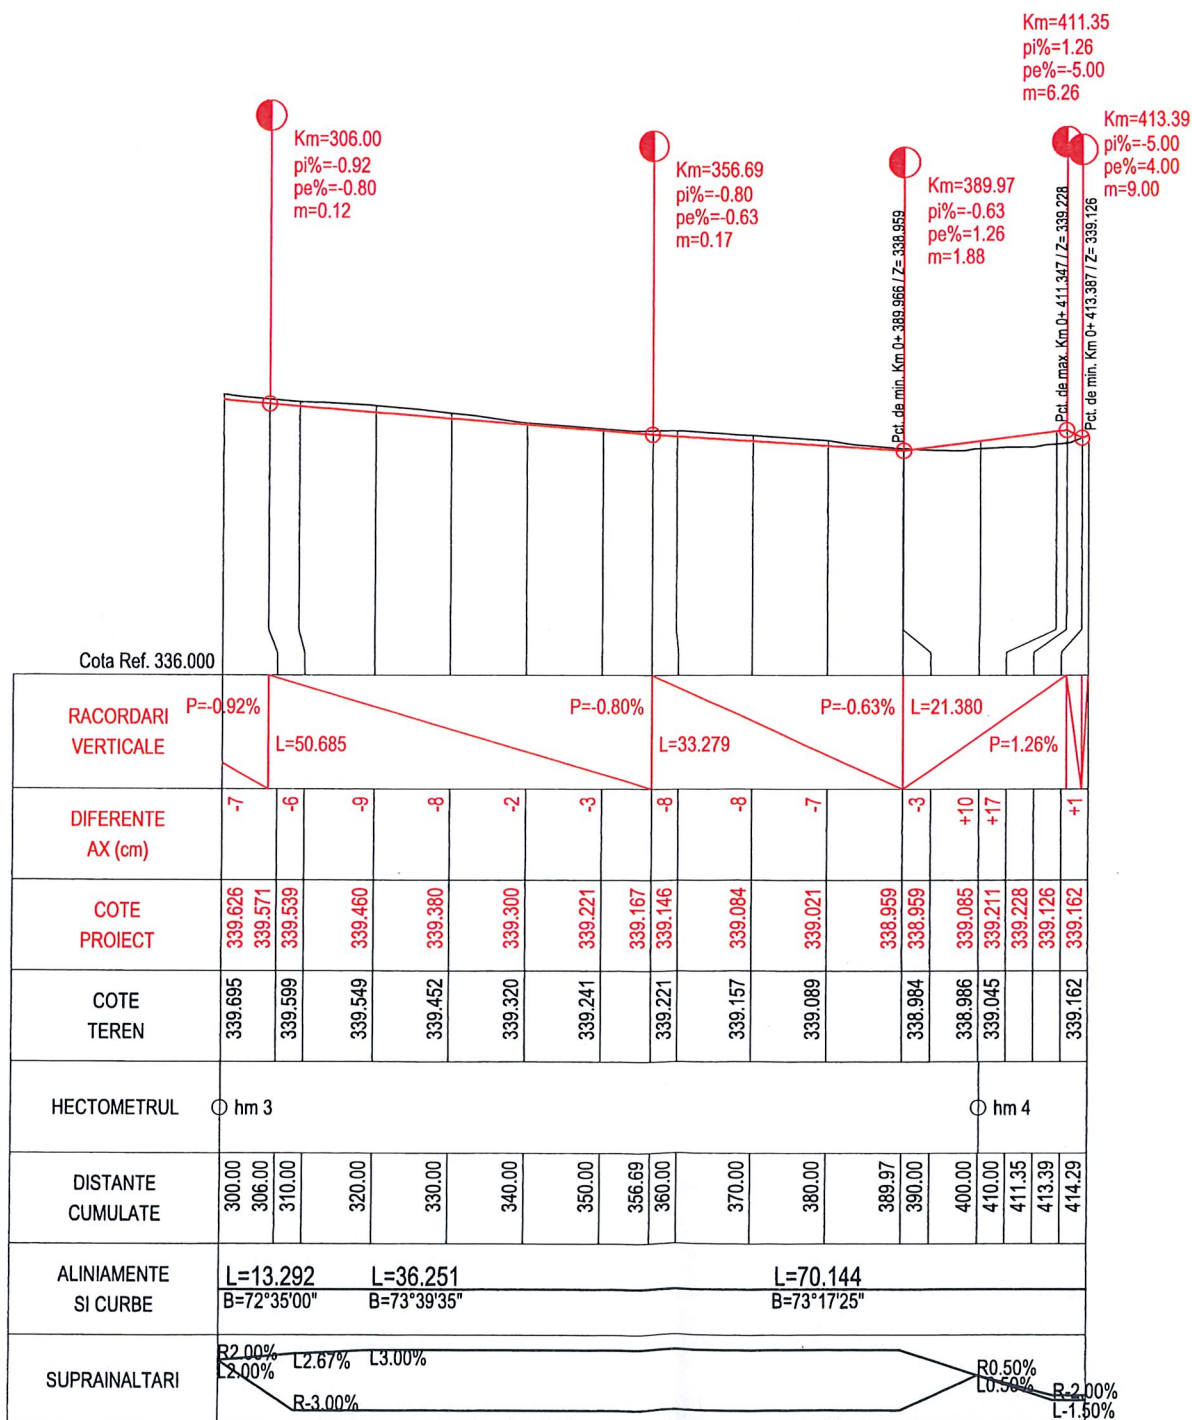 Km=411.35
pi%=1.26
pe%=-5.00
m=6.26
Km=413.39
pi%=-5.00
pe%=4.00
m=9.00
Km=306.00
pi%=-0.92
pe%=-0.80
m=0.12
Km=356.69
pi%=-0.80
pe%=-0.63
m=0.17
Km=389.97
pi%=-0.63
pe%=1.26
m=1.88
Pct. de min. Km 0+ 389.966 / Z= 338.959
Pct. de max. Km 0+ 411.347 / Z= 339.228
Pct. de min. Km 0+ 413.387 / Z= 339.126
Cota Ref. 336.000
RACORDARI
VERTICALE
P=-0.92%
L=50.685
P=-0.80%
L=33.279
P=-0.63%
L=21.380
P=1.26%
DIFERENTE
AX (cm)
-7
-6
-9
-8
-2
-3
-8
-8
-7
-3
+10
+17
+1
COTE
PROIECT
339.626
339.571
339.539
339.460
339.380
339.300
339.221
339.167
339.146
339.084
339.021
338.959
338.959
339.085
339.211
339.228
339.126
339.162
COTE
TEREN
339.695
339.599
339.549
339.452
339.320
339.241
339.221
339.157
339.089
338.984
338.986
339.045
339.162
HECTOMETRUL
hm 3
hm 4
DISTANTE
CUMULATE
300.00
306.00
310.00
320.00
330.00
340.00
350.00
356.69
360.00
370.00
380.00
389.97
390.00
400.00
410.00
411.35
413.39
414.29
ALINIAMENTE
SI CURBE
L=13.292
B=72°35'00"
L=36.251
B=73°39'35"
L=70.144
B=73°17'25"
SUPRAINALTARI
R2.00%
L2.00%
L2.67%
L3.00%
R-3.00%
R0.50%
L0.50%
R-2.00%
L-1.50%